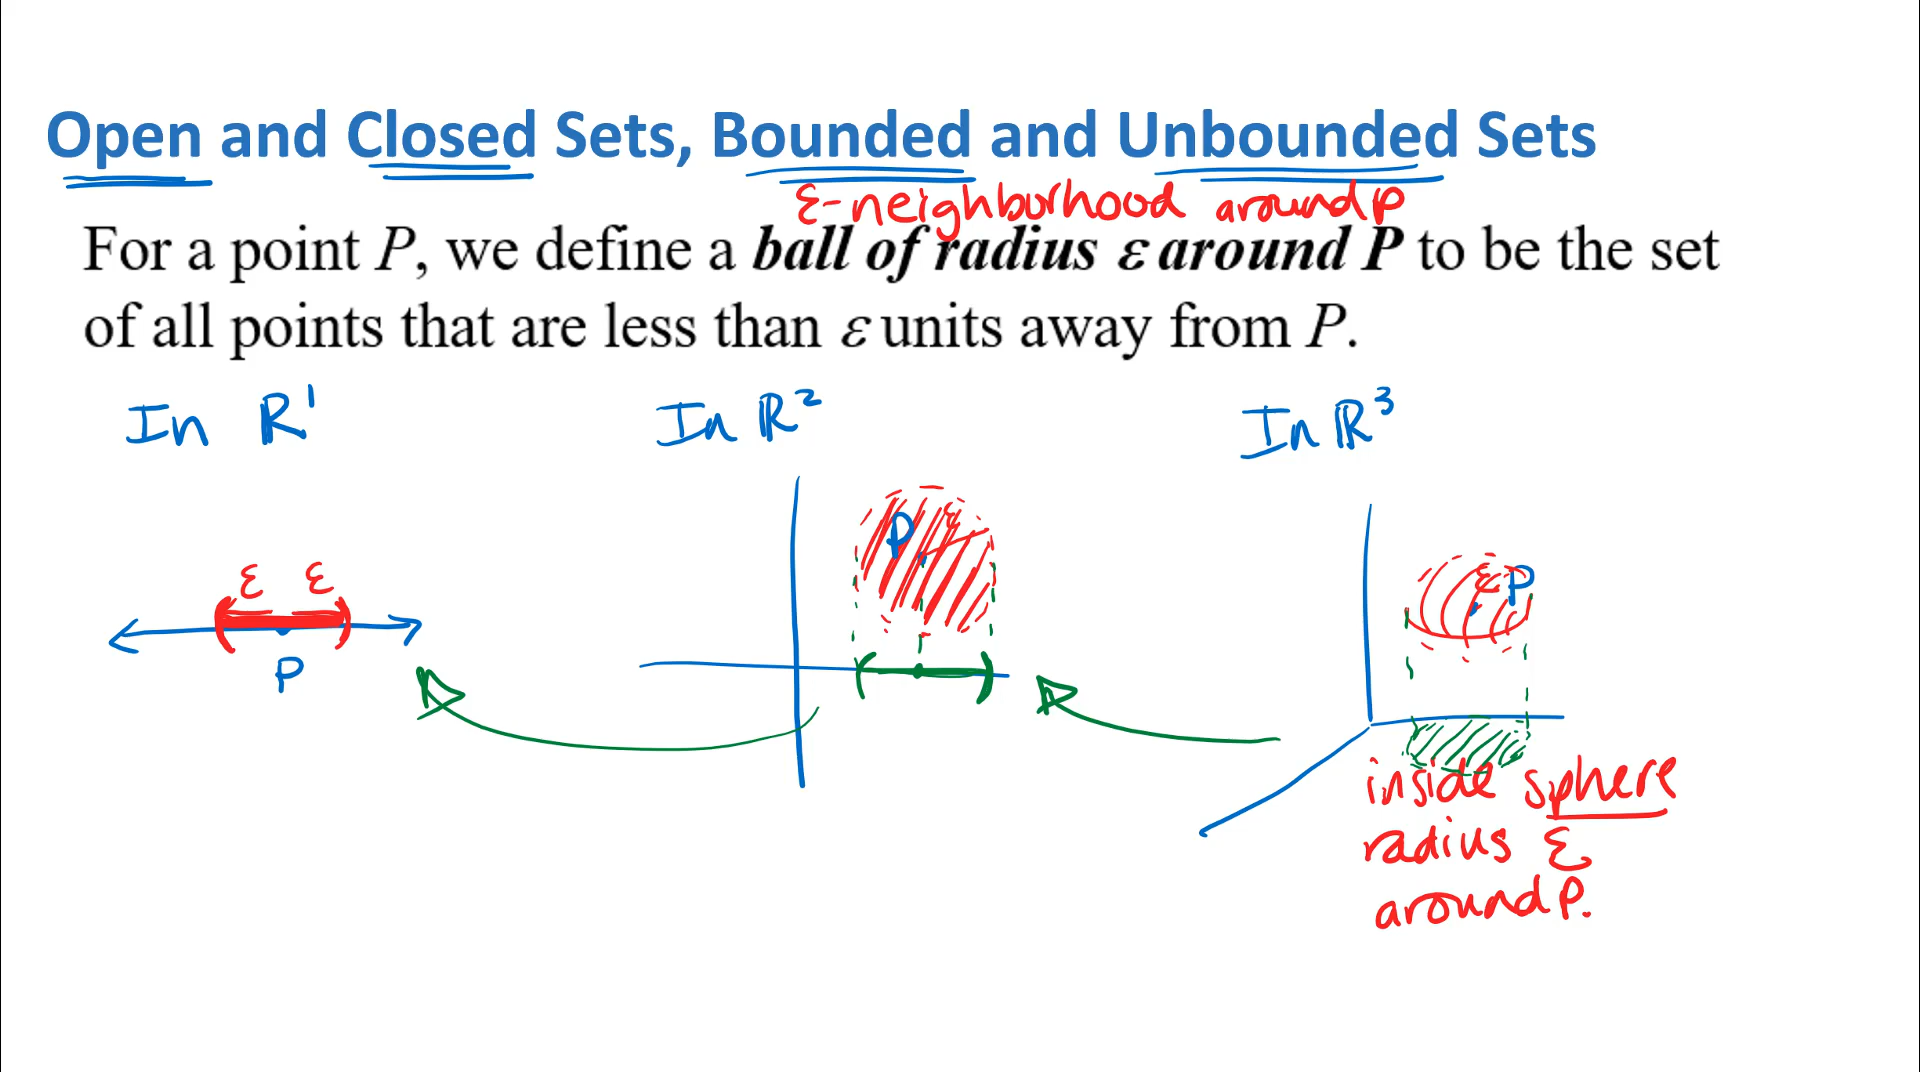 Open and Closed Sets, Bounded and Unbounded Sets
ε-neighborhood around P
For a point P, we define a ball of radius ε around P to be the set
of all points that are less than ε units away from P.
In ℝ¹
In ℝ²
In ℝ³
ε ε
P
P ε
ε P
inside sphere
radius ε
around P.